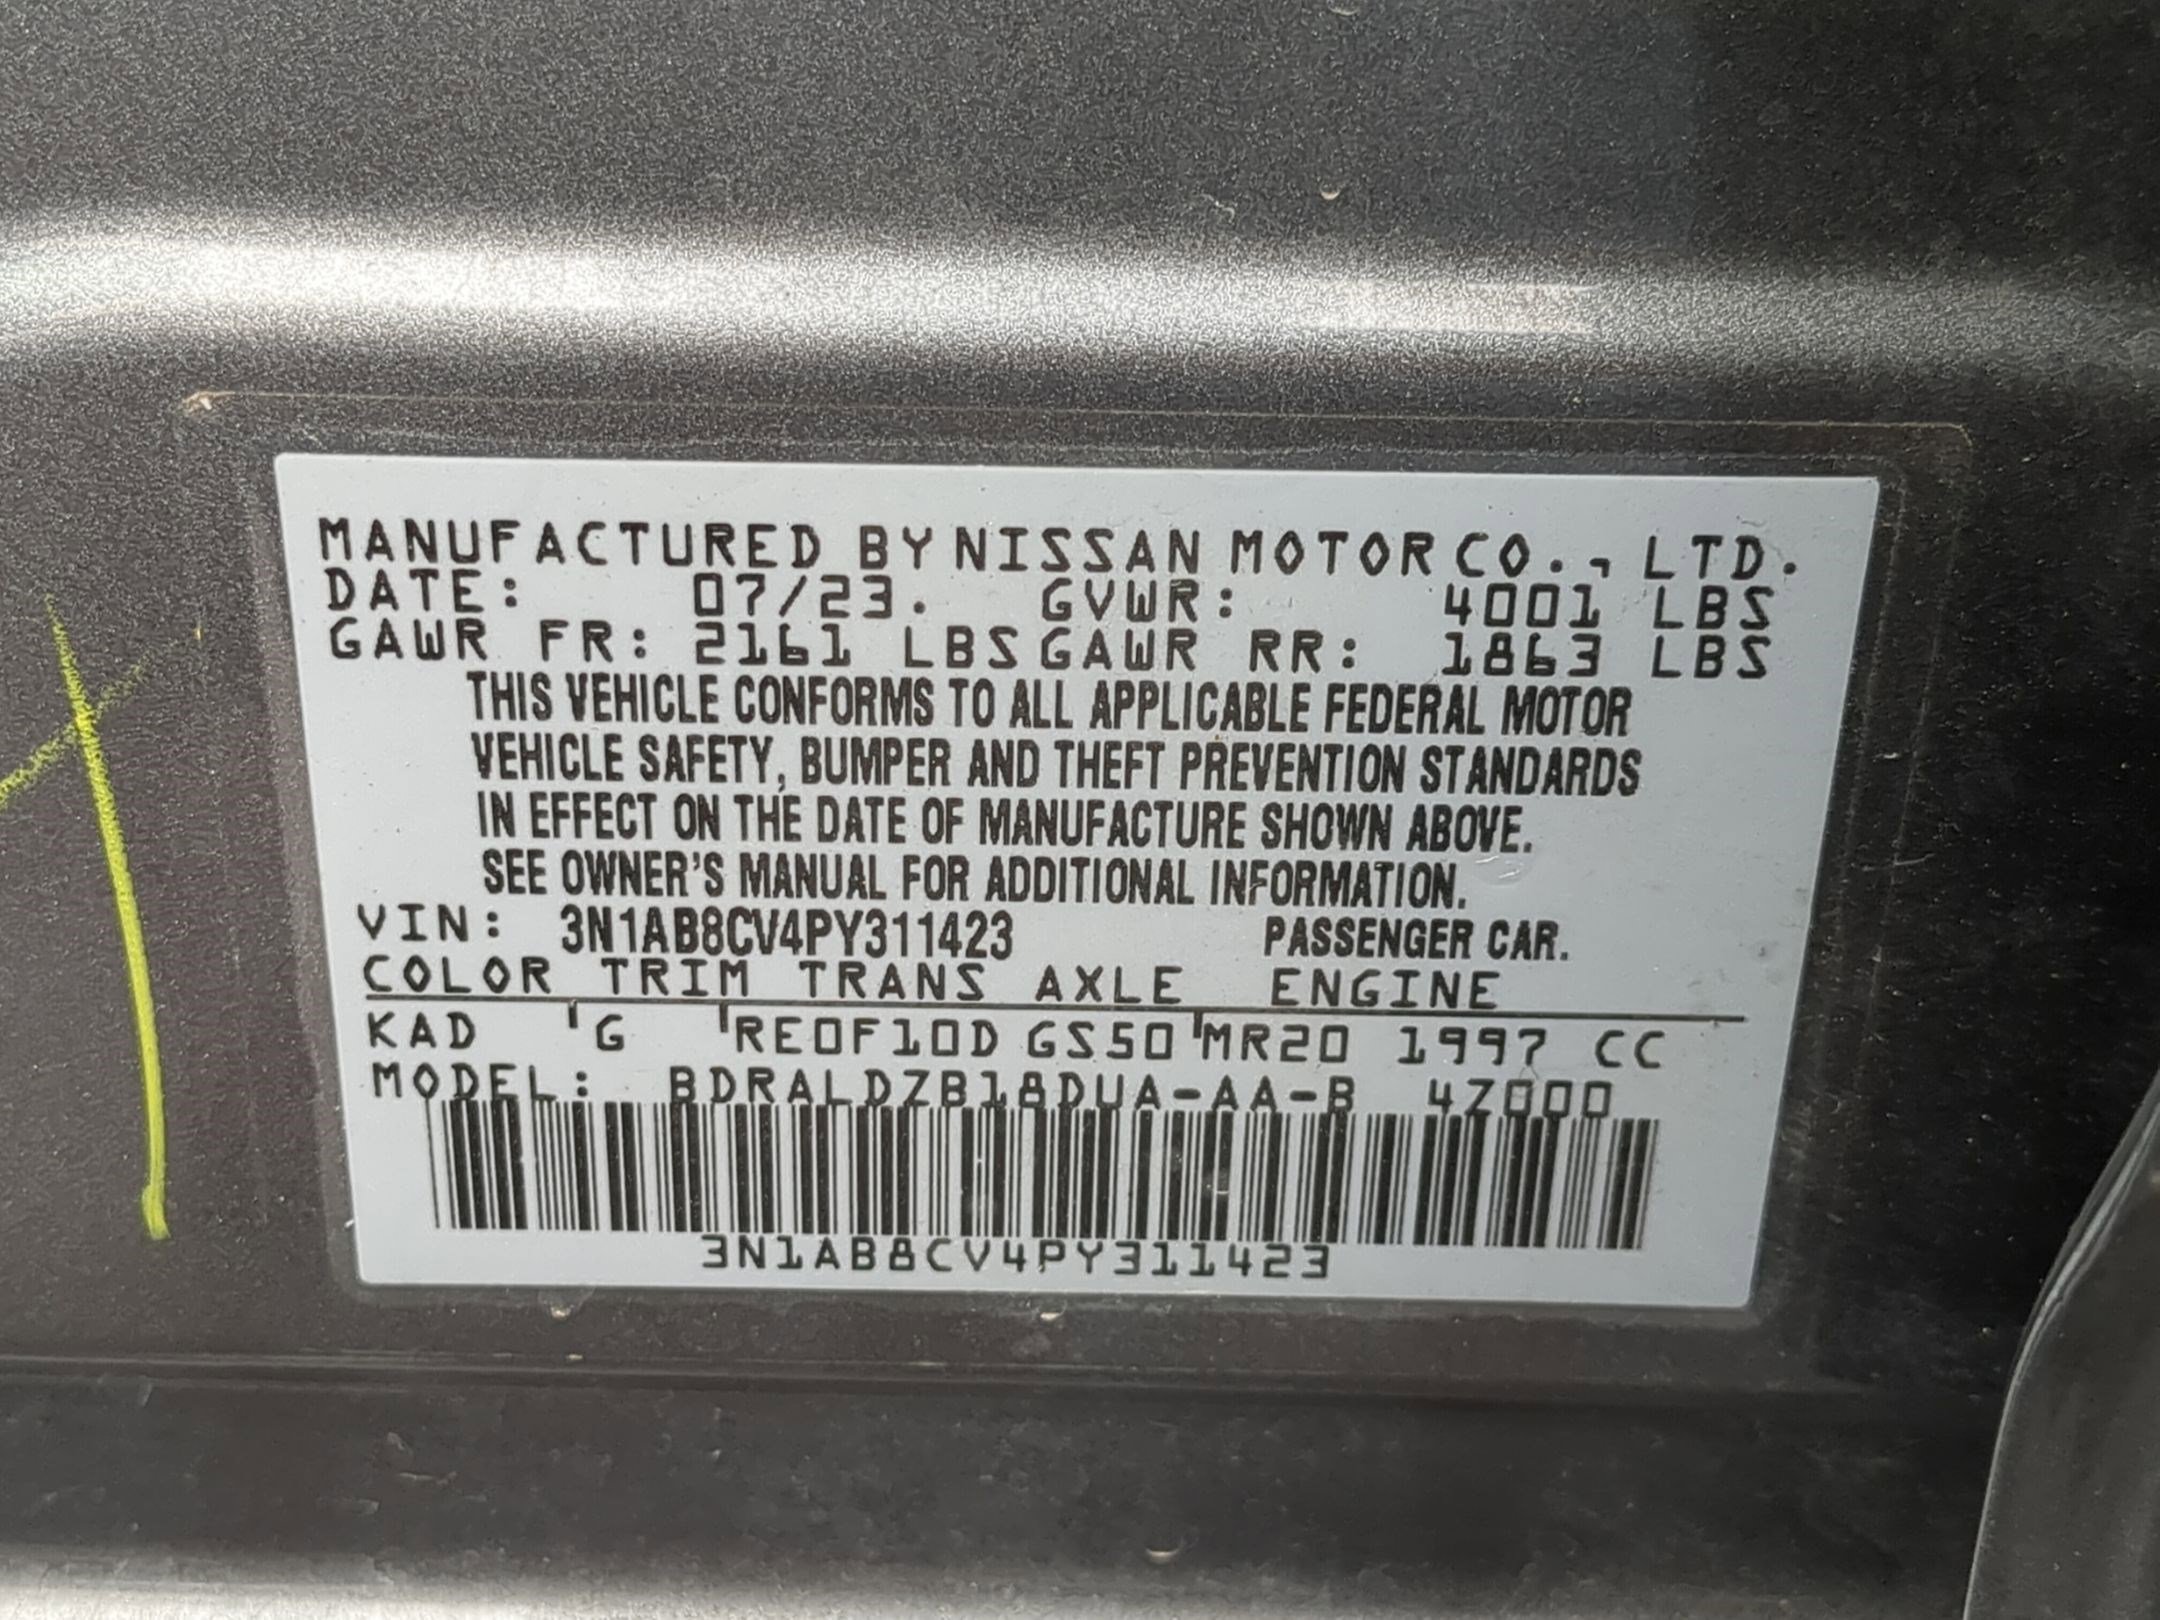 MANUFACTURED BY NISSAN MOTOR CO., LTD.
DATE: 07/23. GVWR: 4001 LBS
GAWR FR: 2161 LBS GAWR RR: 1863 LBS
THIS VEHICLE CONFORMS TO ALL APPLICABLE FEDERAL MOTOR
VEHICLE SAFETY, BUMPER AND THEFT PREVENTION STANDARDS
IN EFFECT ON THE DATE OF MANUFACTURE SHOWN ABOVE.
SEE OWNER'S MANUAL FOR ADDITIONAL INFORMATION.
VIN: 3N1AB8CV4PY311423 PASSENGER CAR.
COLOR TRIM TRANS AXLE ENGINE
KAD G RE0F10D GS50 MR20 1997 CC
MODEL: BDRALDZB18DUA-AA-B 4Z000
3N1AB8CV4PY311423